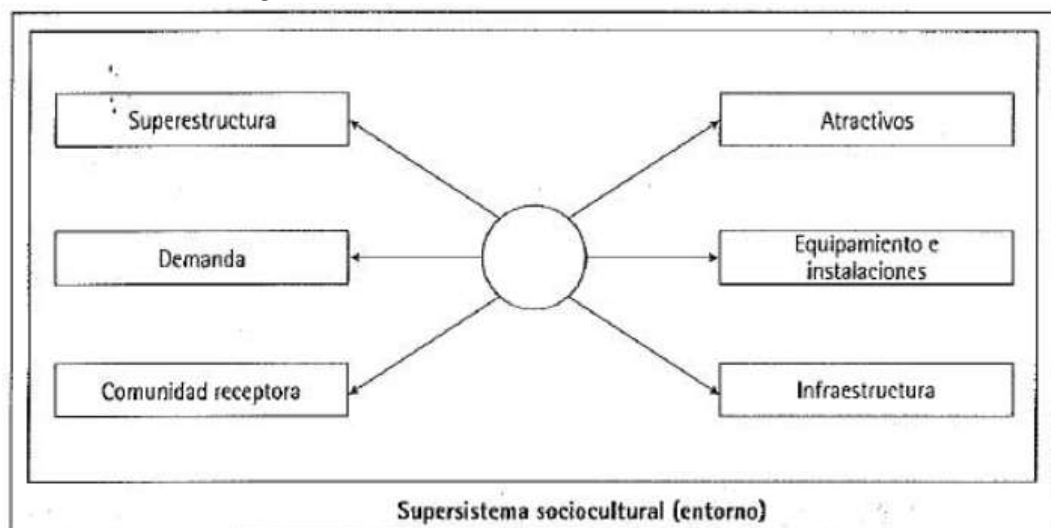 Superestructura
Atractivos
Demanda
Equipamiento e
instalaciones
Comunidad receptora
Infraestructura
Supersistema sociocultural (entorno)